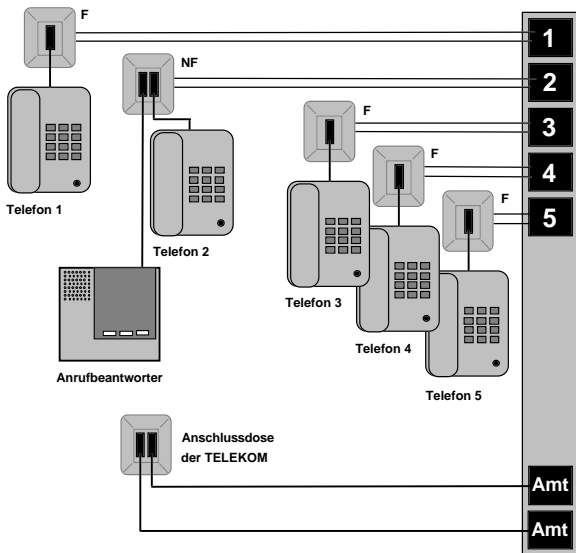 F
1
NF
2
F
3
F
4
F
5
Telefon 1
Telefon 2
Telefon 3
Telefon 4
Anrufbeantworter
Telefon 5
Anschlussdose
der TELEKOM
Amt
Amt